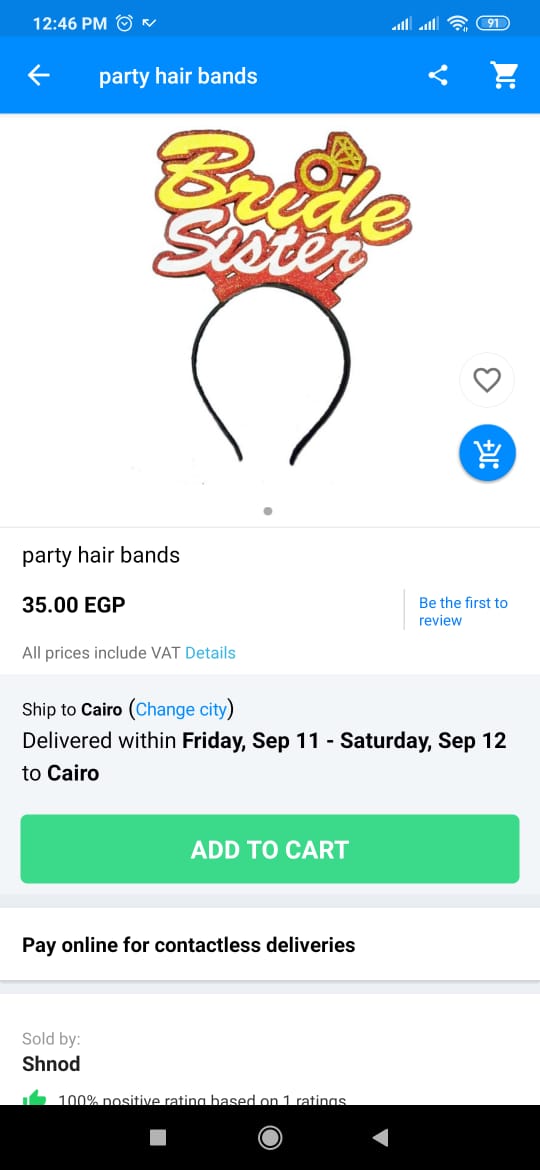 12:46 PM
91
party hair bands
Bride
Sister
party hair bands
35.00 EGP
Be the first to
review
All prices include VAT Details
Ship to Cairo (Change city)
Delivered within Friday, Sep 11 - Saturday, Sep 12
to Cairo
ADD TO CART
Pay online for contactless deliveries
Sold by:
Shnod
100% positive rating based on 1 ratings